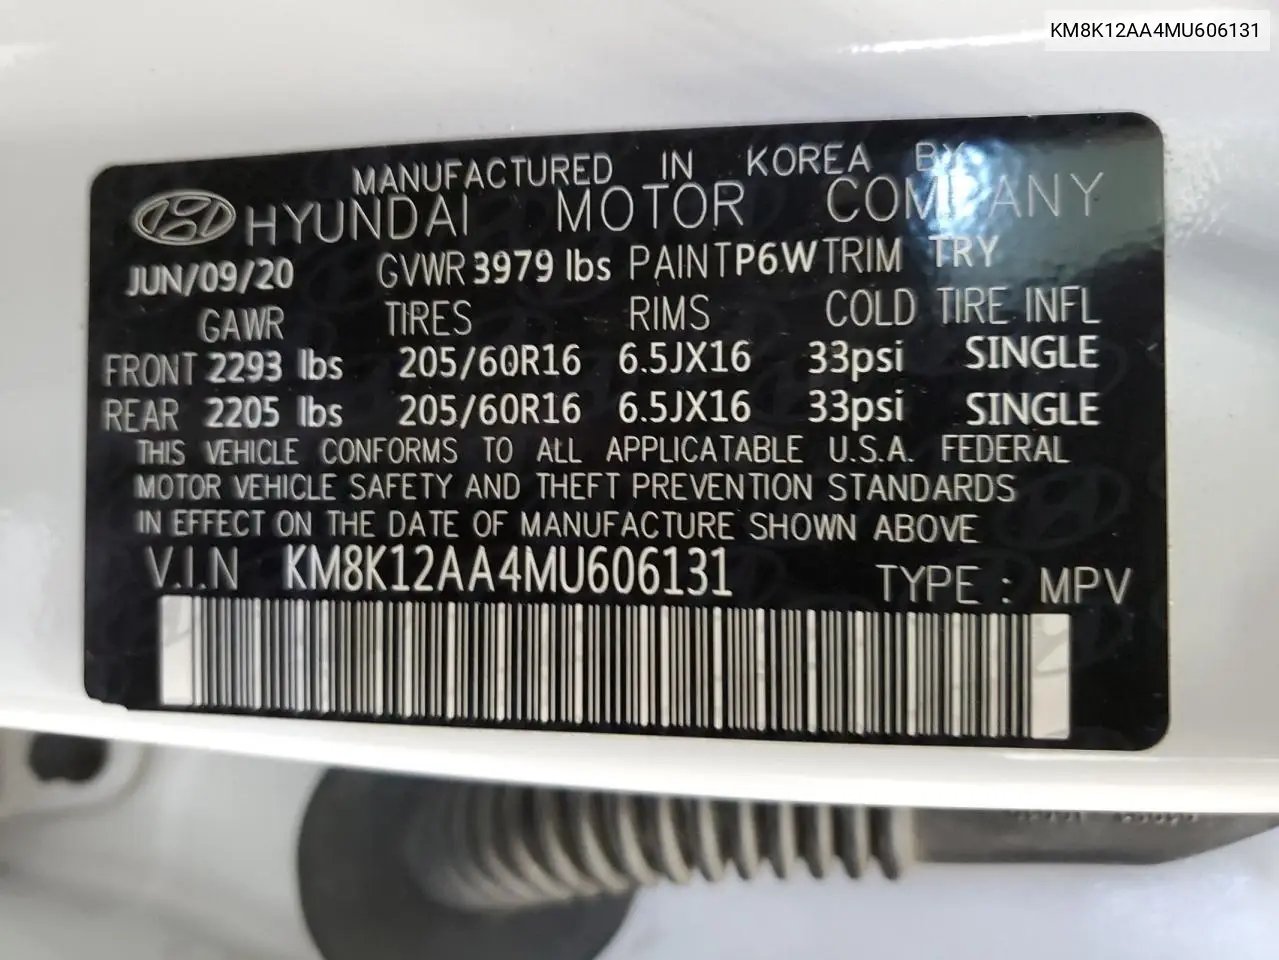 KM8K12AA4MU606131
MANUFACTURED IN KOREA BY
HYUNDAI MOTOR COMPANY
JUN/09/20 GVWR 3979 lbs PAINT P6W TRIM TRY
GAWR TIRES RIMS COLD TIRE INFL
FRONT 2293 lbs 205/60R16 6.5JX16 33psi SINGLE
REAR 2205 lbs 205/60R16 6.5JX16 33psi SINGLE
THIS VEHICLE CONFORMS TO ALL APPLICATABLE U.S.A. FEDERAL
MOTOR VEHICLE SAFETY AND THEFT PREVENTION STANDARDS
IN EFFECT ON THE DATE OF MANUFACTURE SHOWN ABOVE
V.I.N KM8K12AA4MU606131 TYPE : MPV